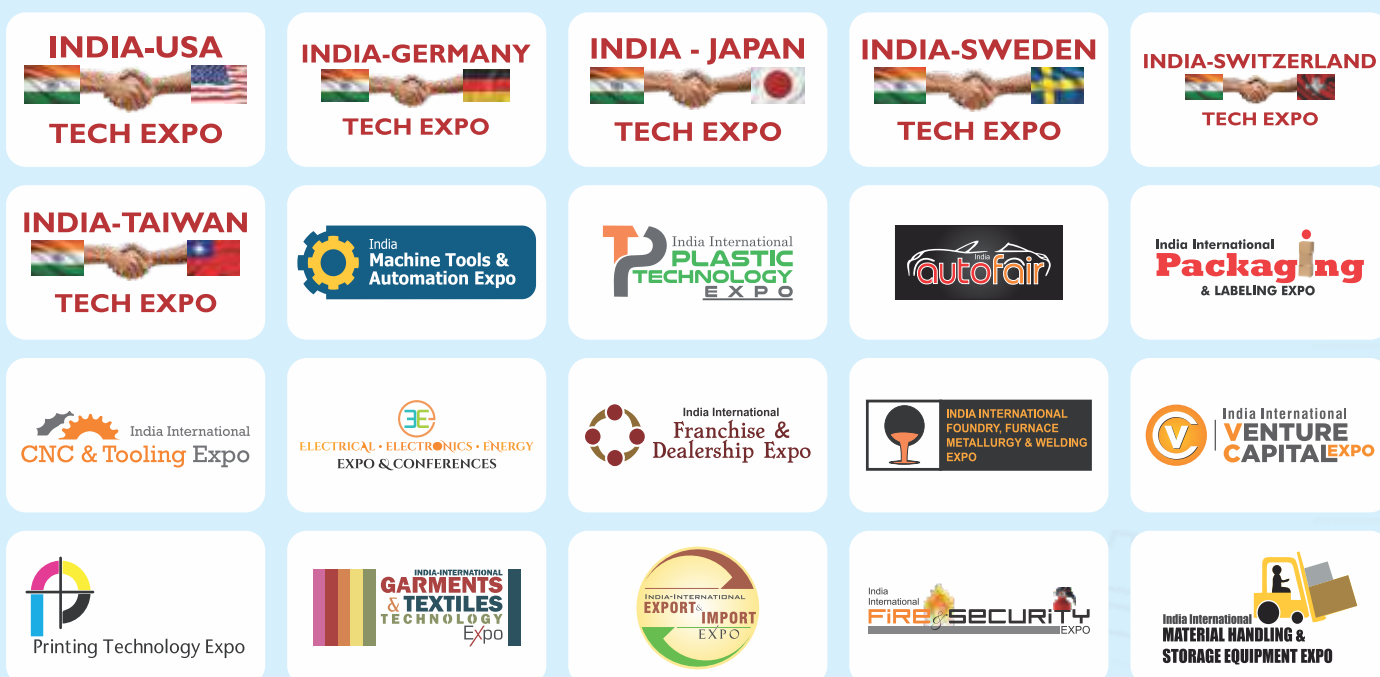 INDIA-USA
TECH EXPO
INDIA-GERMANY
TECH EXPO
INDIA - JAPAN
TECH EXPO
INDIA-SWEDEN
TECH EXPO
INDIA-SWITZERLAND
TECH EXPO
INDIA-TAIWAN
TECH EXPO
India
Machine Tools &
Automation Expo
India International
PLASTIC
TECHNOLOGY
EXPO
India
autofair
India International
Packaging
& LABELING EXPO
India International
CNC & Tooling Expo
3E
ELECTRICAL • ELECTRONICS • ENERGY
EXPO & CONFERENCES
India International
Franchise &
Dealership Expo
INDIA INTERNATIONAL
FOUNDRY, FURNACE
METALLURGY & WELDING
EXPO
VC
India International
VENTURE
CAPITAL EXPO
Printing Technology Expo
INDIA-INTERNATIONAL
GARMENTS
& TEXTILES
TECHNOLOGY
Expo
INDIA-INTERNATIONAL
EXPORT &
IMPORT
EXPO
India
International
FiRE & SECURiTY
EXPO
India International
MATERIAL HANDLING &
STORAGE EQUIPMENT EXPO